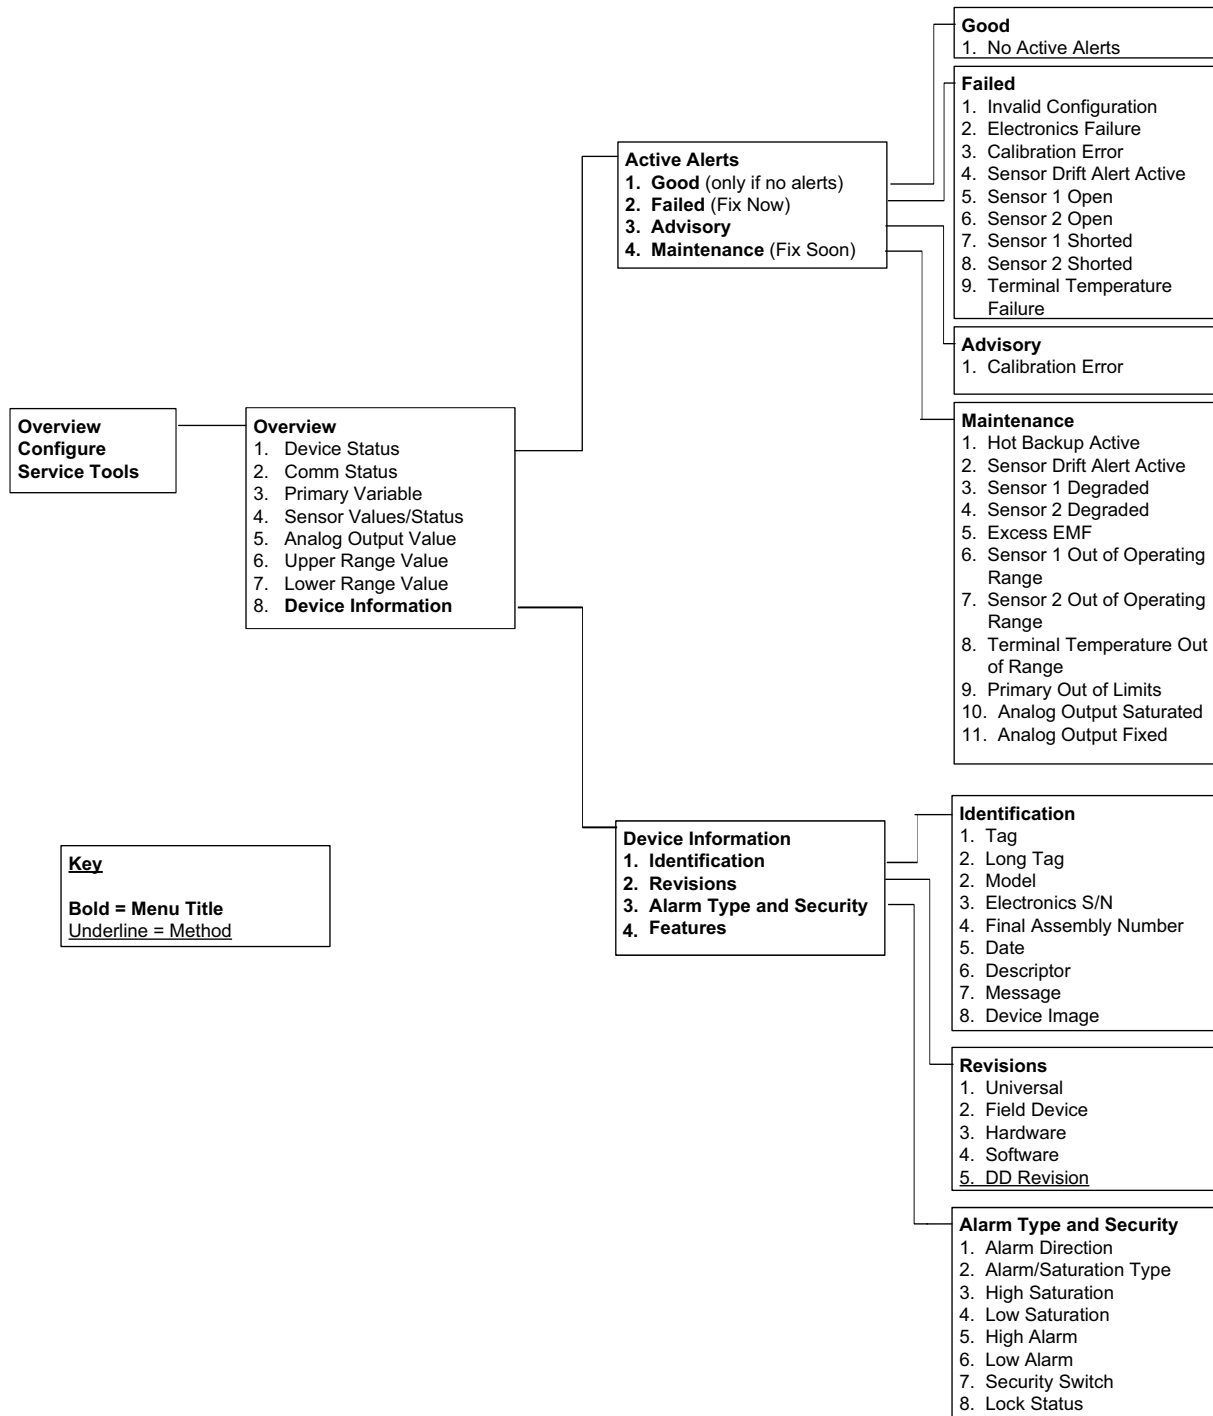 Good
1. No Active Alerts
Failed
1. Invalid Configuration
2. Electronics Failure
3. Calibration Error
4. Sensor Drift Alert Active
5. Sensor 1 Open
6. Sensor 2 Open
7. Sensor 1 Shorted
8. Sensor 2 Shorted
9. Terminal Temperature
Failure
Active Alerts
1. Good (only if no alerts)
2. Failed (Fix Now)
3. Advisory
4. Maintenance (Fix Soon)
Advisory
1. Calibration Error
Overview
Configure
Service Tools
Overview
1. Device Status
2. Comm Status
3. Primary Variable
4. Sensor Values/Status
5. Analog Output Value
6. Upper Range Value
7. Lower Range Value
8. Device Information
Maintenance
1. Hot Backup Active
2. Sensor Drift Alert Active
3. Sensor 1 Degraded
4. Sensor 2 Degraded
5. Excess EMF
6. Sensor 1 Out of Operating
Range
7. Sensor 2 Out of Operating
Range
8. Terminal Temperature Out
of Range
9. Primary Out of Limits
10. Analog Output Saturated
11. Analog Output Fixed
Key
Bold = Menu Title
Underline = Method
Device Information
1. Identification
2. Revisions
3. Alarm Type and Security
4. Features
Identification
1. Tag
2. Long Tag
2. Model
3. Electronics S/N
4. Final Assembly Number
5. Date
6. Descriptor
7. Message
8. Device Image
Revisions
1. Universal
2. Field Device
3. Hardware
4. Software
5. DD Revision
Alarm Type and Security
1. Alarm Direction
2. Alarm/Saturation Type
3. High Saturation
4. Low Saturation
5. High Alarm
6. Low Alarm
7. Security Switch
8. Lock Status